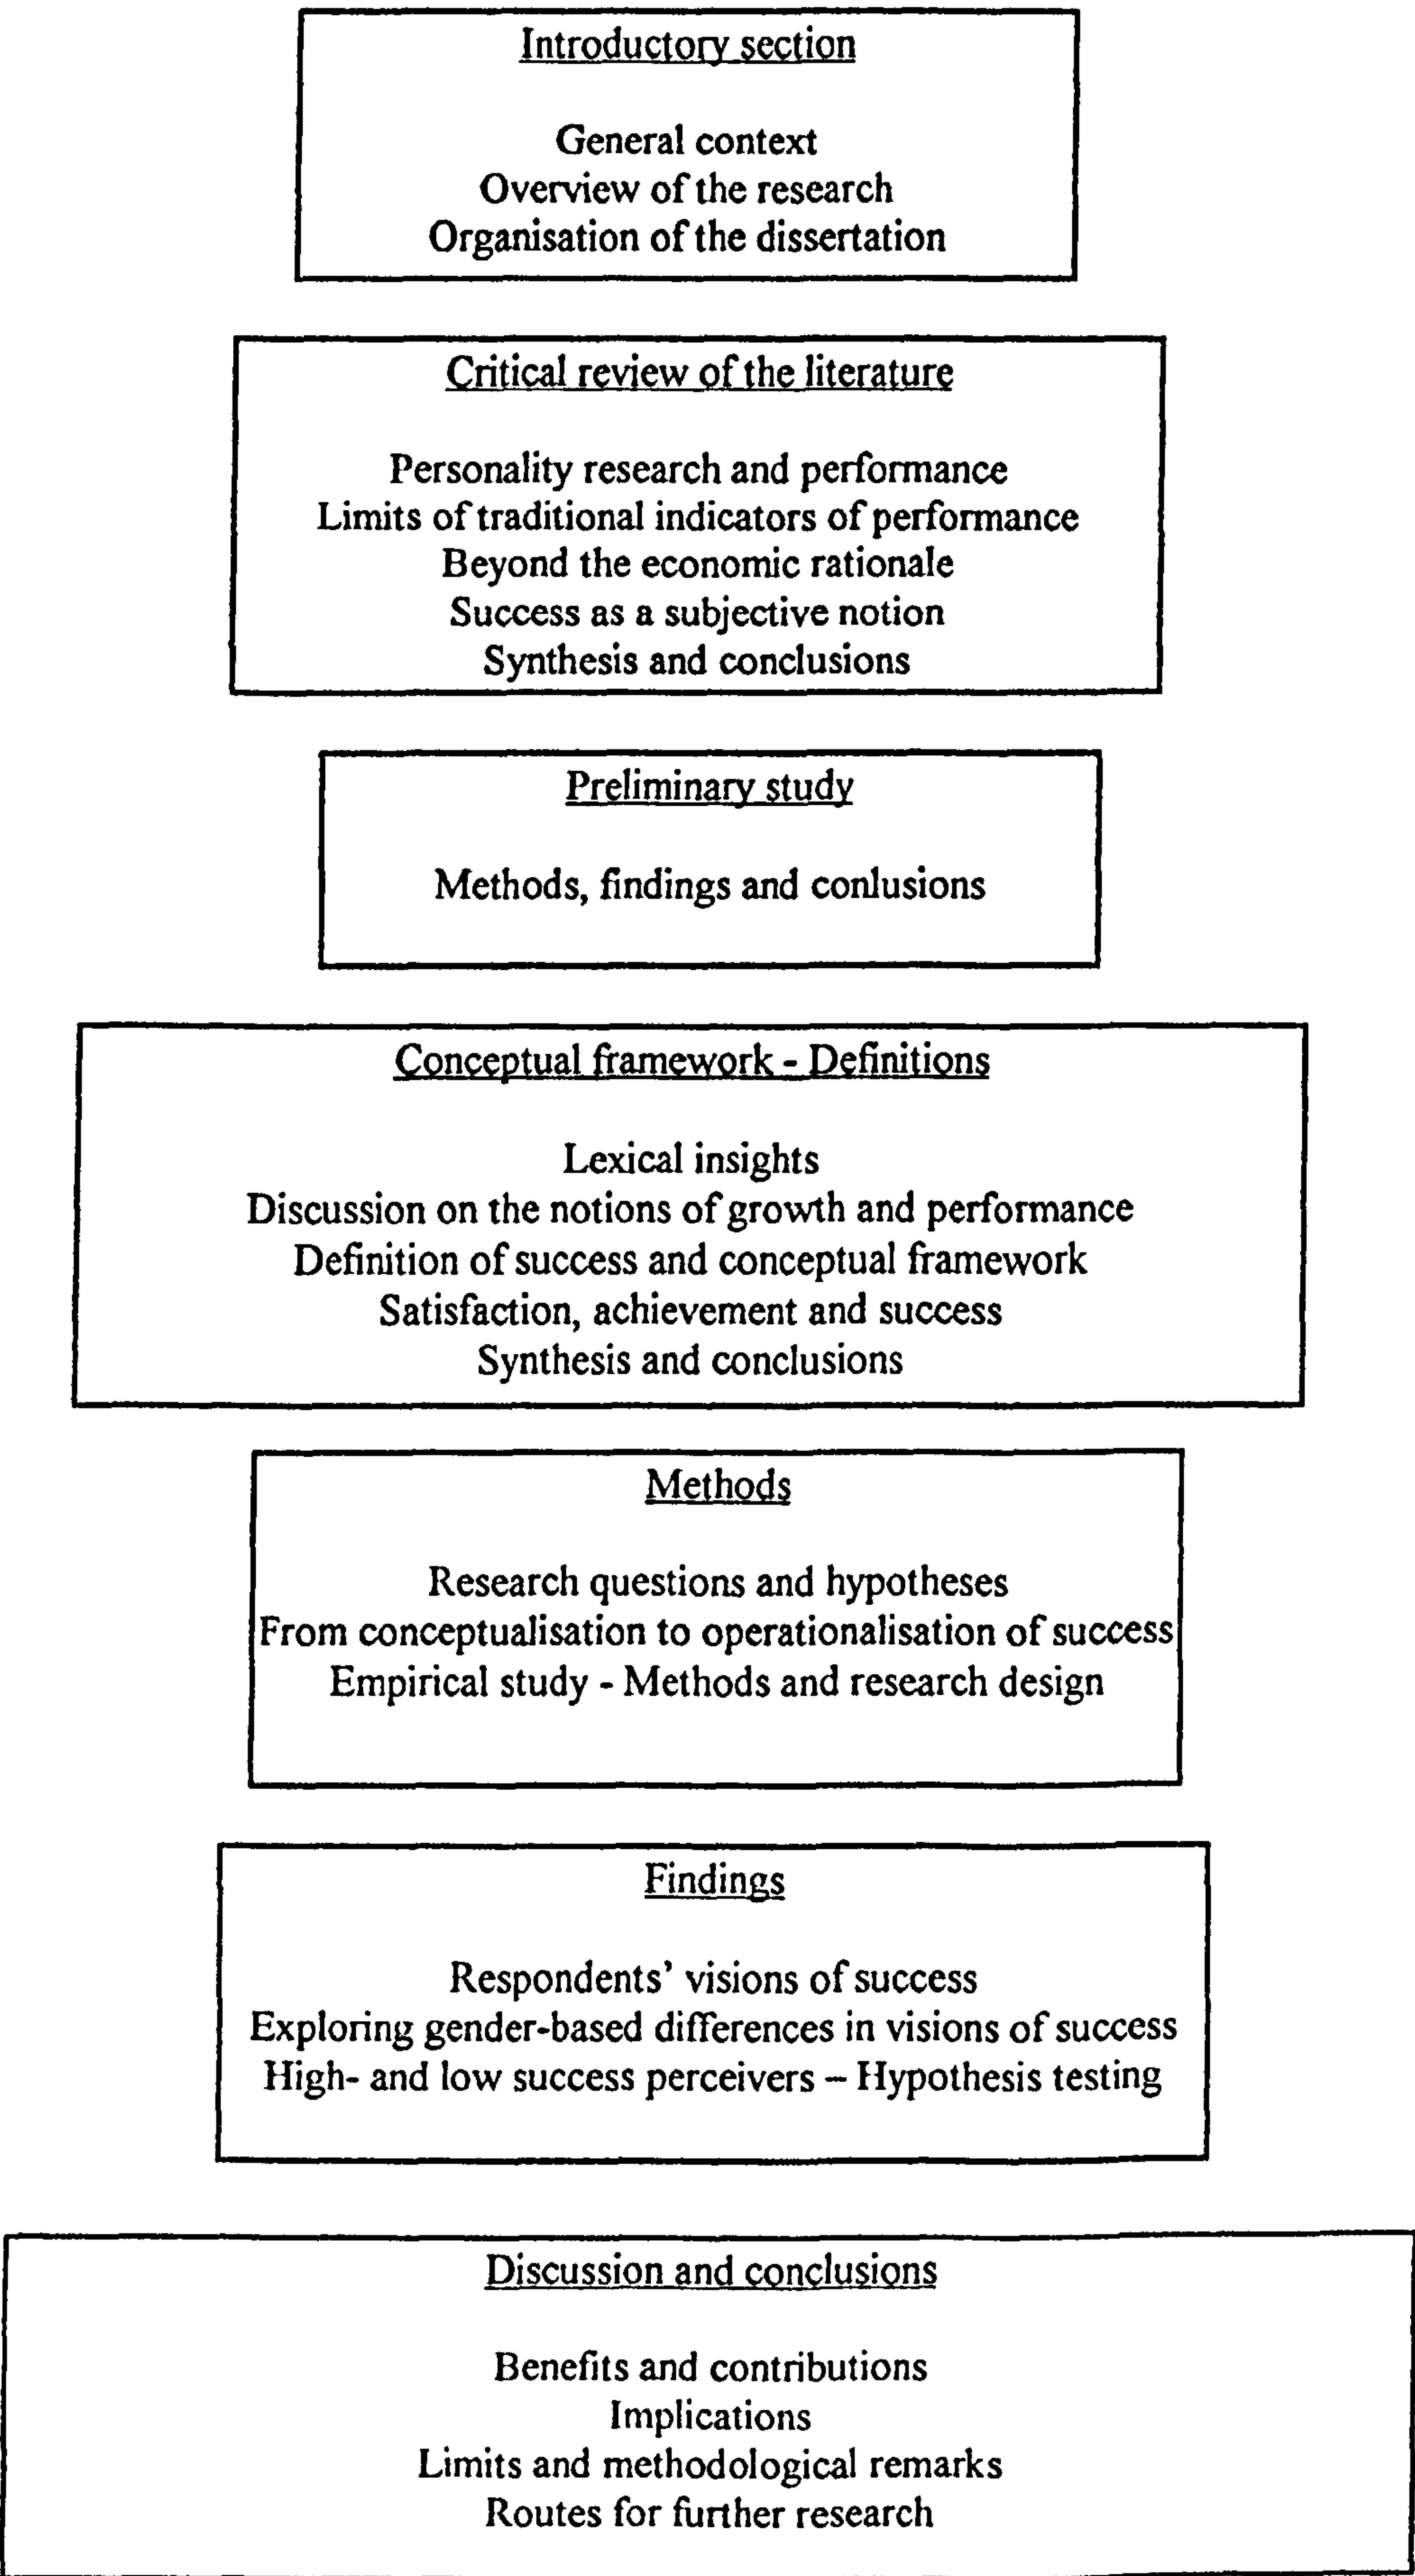 Introductory section
General context
Overview of the research
Organisation of the dissertation
Critical review of the literature
Personality research and performance
Limits of traditional indicators of performance
Beyond the economic rationale
Success as a subjective notion
Synthesis and conclusions
Preliminary study
Methods, findings and conlusions
Conceptual framework - Definitions
Lexical insights
Discussion on the notions of growth and performance
Definition of success and conceptual framework
Satisfaction, achievement and success
Synthesis and conclusions
Methods
Research questions and hypotheses
From conceptualisation to operationalisation of success
Empirical study - Methods and research design
Findings
Respondents' visions of success
Exploring gender-based differences in visions of success
High- and low success perceivers – Hypothesis testing
Discussion and conclusions
Benefits and contributions
Implications
Limits and methodological remarks
Routes for further research